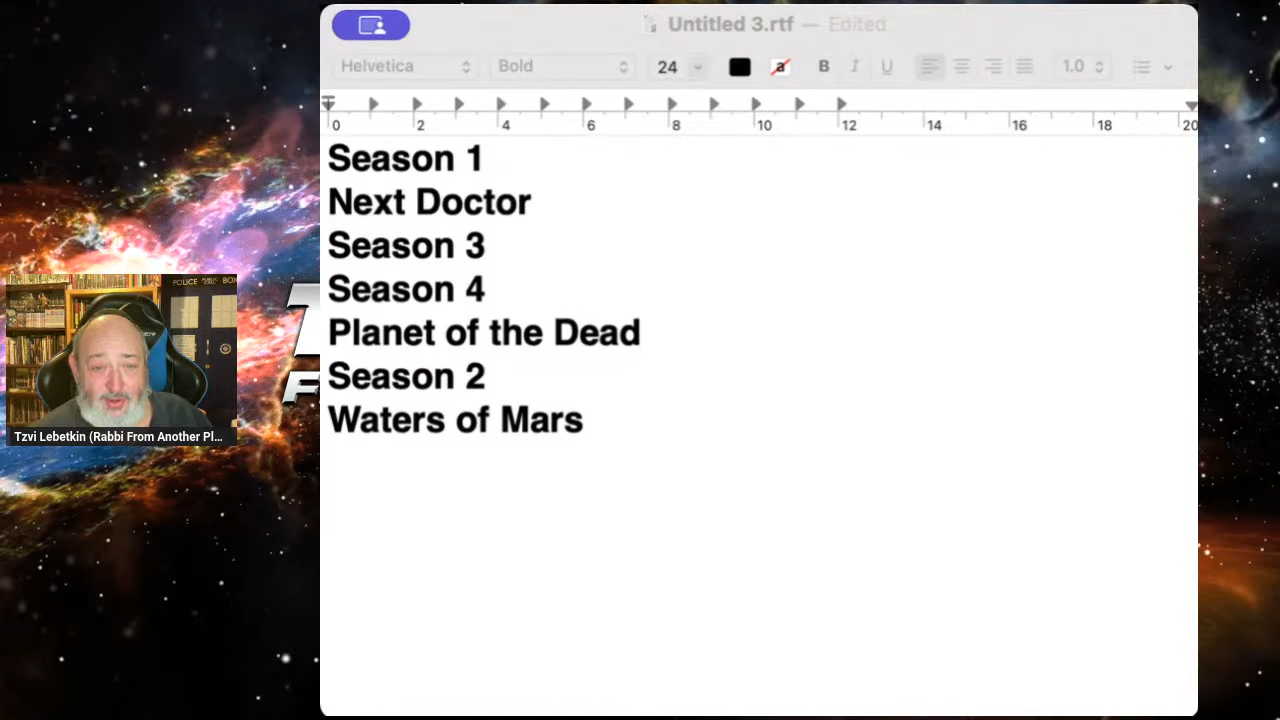 Untitled 3.rtf — Edited
Helvetica Bold 24 a B I U 1.0
0 2 4 6 8 10 12 14 16 18 20
Season 1
Next Doctor
Season 3
Season 4
Planet of the Dead
Season 2
Waters of Mars
POLICE BOX
Tzvi Lebetkin (Rabbi From Another Pl...
T
F